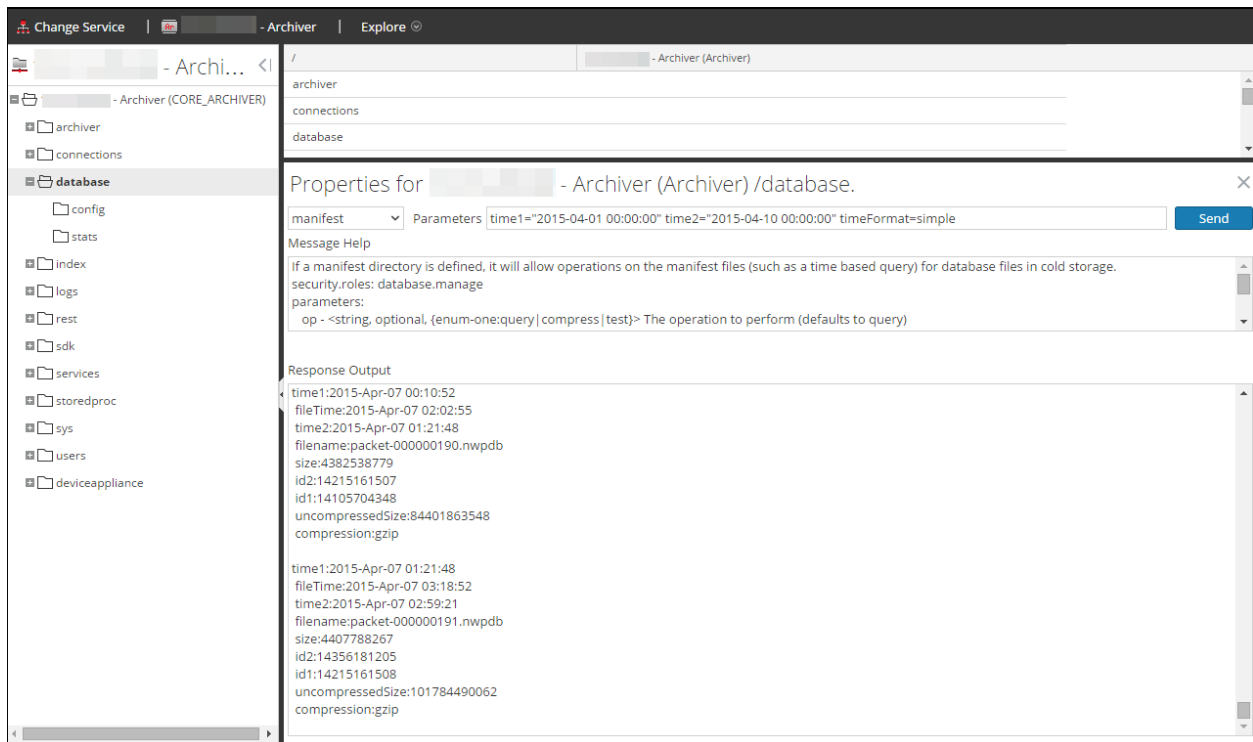 Change Service | - Archiver | Explore
- Archi...
- Archiver (CORE_ARCHIVER)
archiver
connections
database
config
stats
index
logs
rest
sdk
services
storedproc
sys
users
deviceappliance
/ - Archiver (Archiver)
archiver
connections
database
Properties for - Archiver (Archiver) /database.
manifest Parameters time1="2015-04-01 00:00:00" time2="2015-04-10 00:00:00" timeFormat=simple Send
Message Help
If a manifest directory is defined, it will allow operations on the manifest files (such as a time based query) for database files in cold storage.
security.roles: database.manage
parameters:
op - <string, optional, {enum-one:query|compress|test}> The operation to perform (defaults to query)
Response Output
time1:2015-Apr-07 00:10:52
fileTime:2015-Apr-07 02:02:55
time2:2015-Apr-07 01:21:48
filename:packet-000000190.nwpdb
size:4382538779
id2:14215161507
id1:14105704348
uncompressedSize:84401863548
compression:gzip
time1:2015-Apr-07 01:21:48
fileTime:2015-Apr-07 03:18:52
time2:2015-Apr-07 02:59:21
filename:packet-000000191.nwpdb
size:4407788267
id2:14356181205
id1:14215161508
uncompressedSize:101784490062
compression:gzip